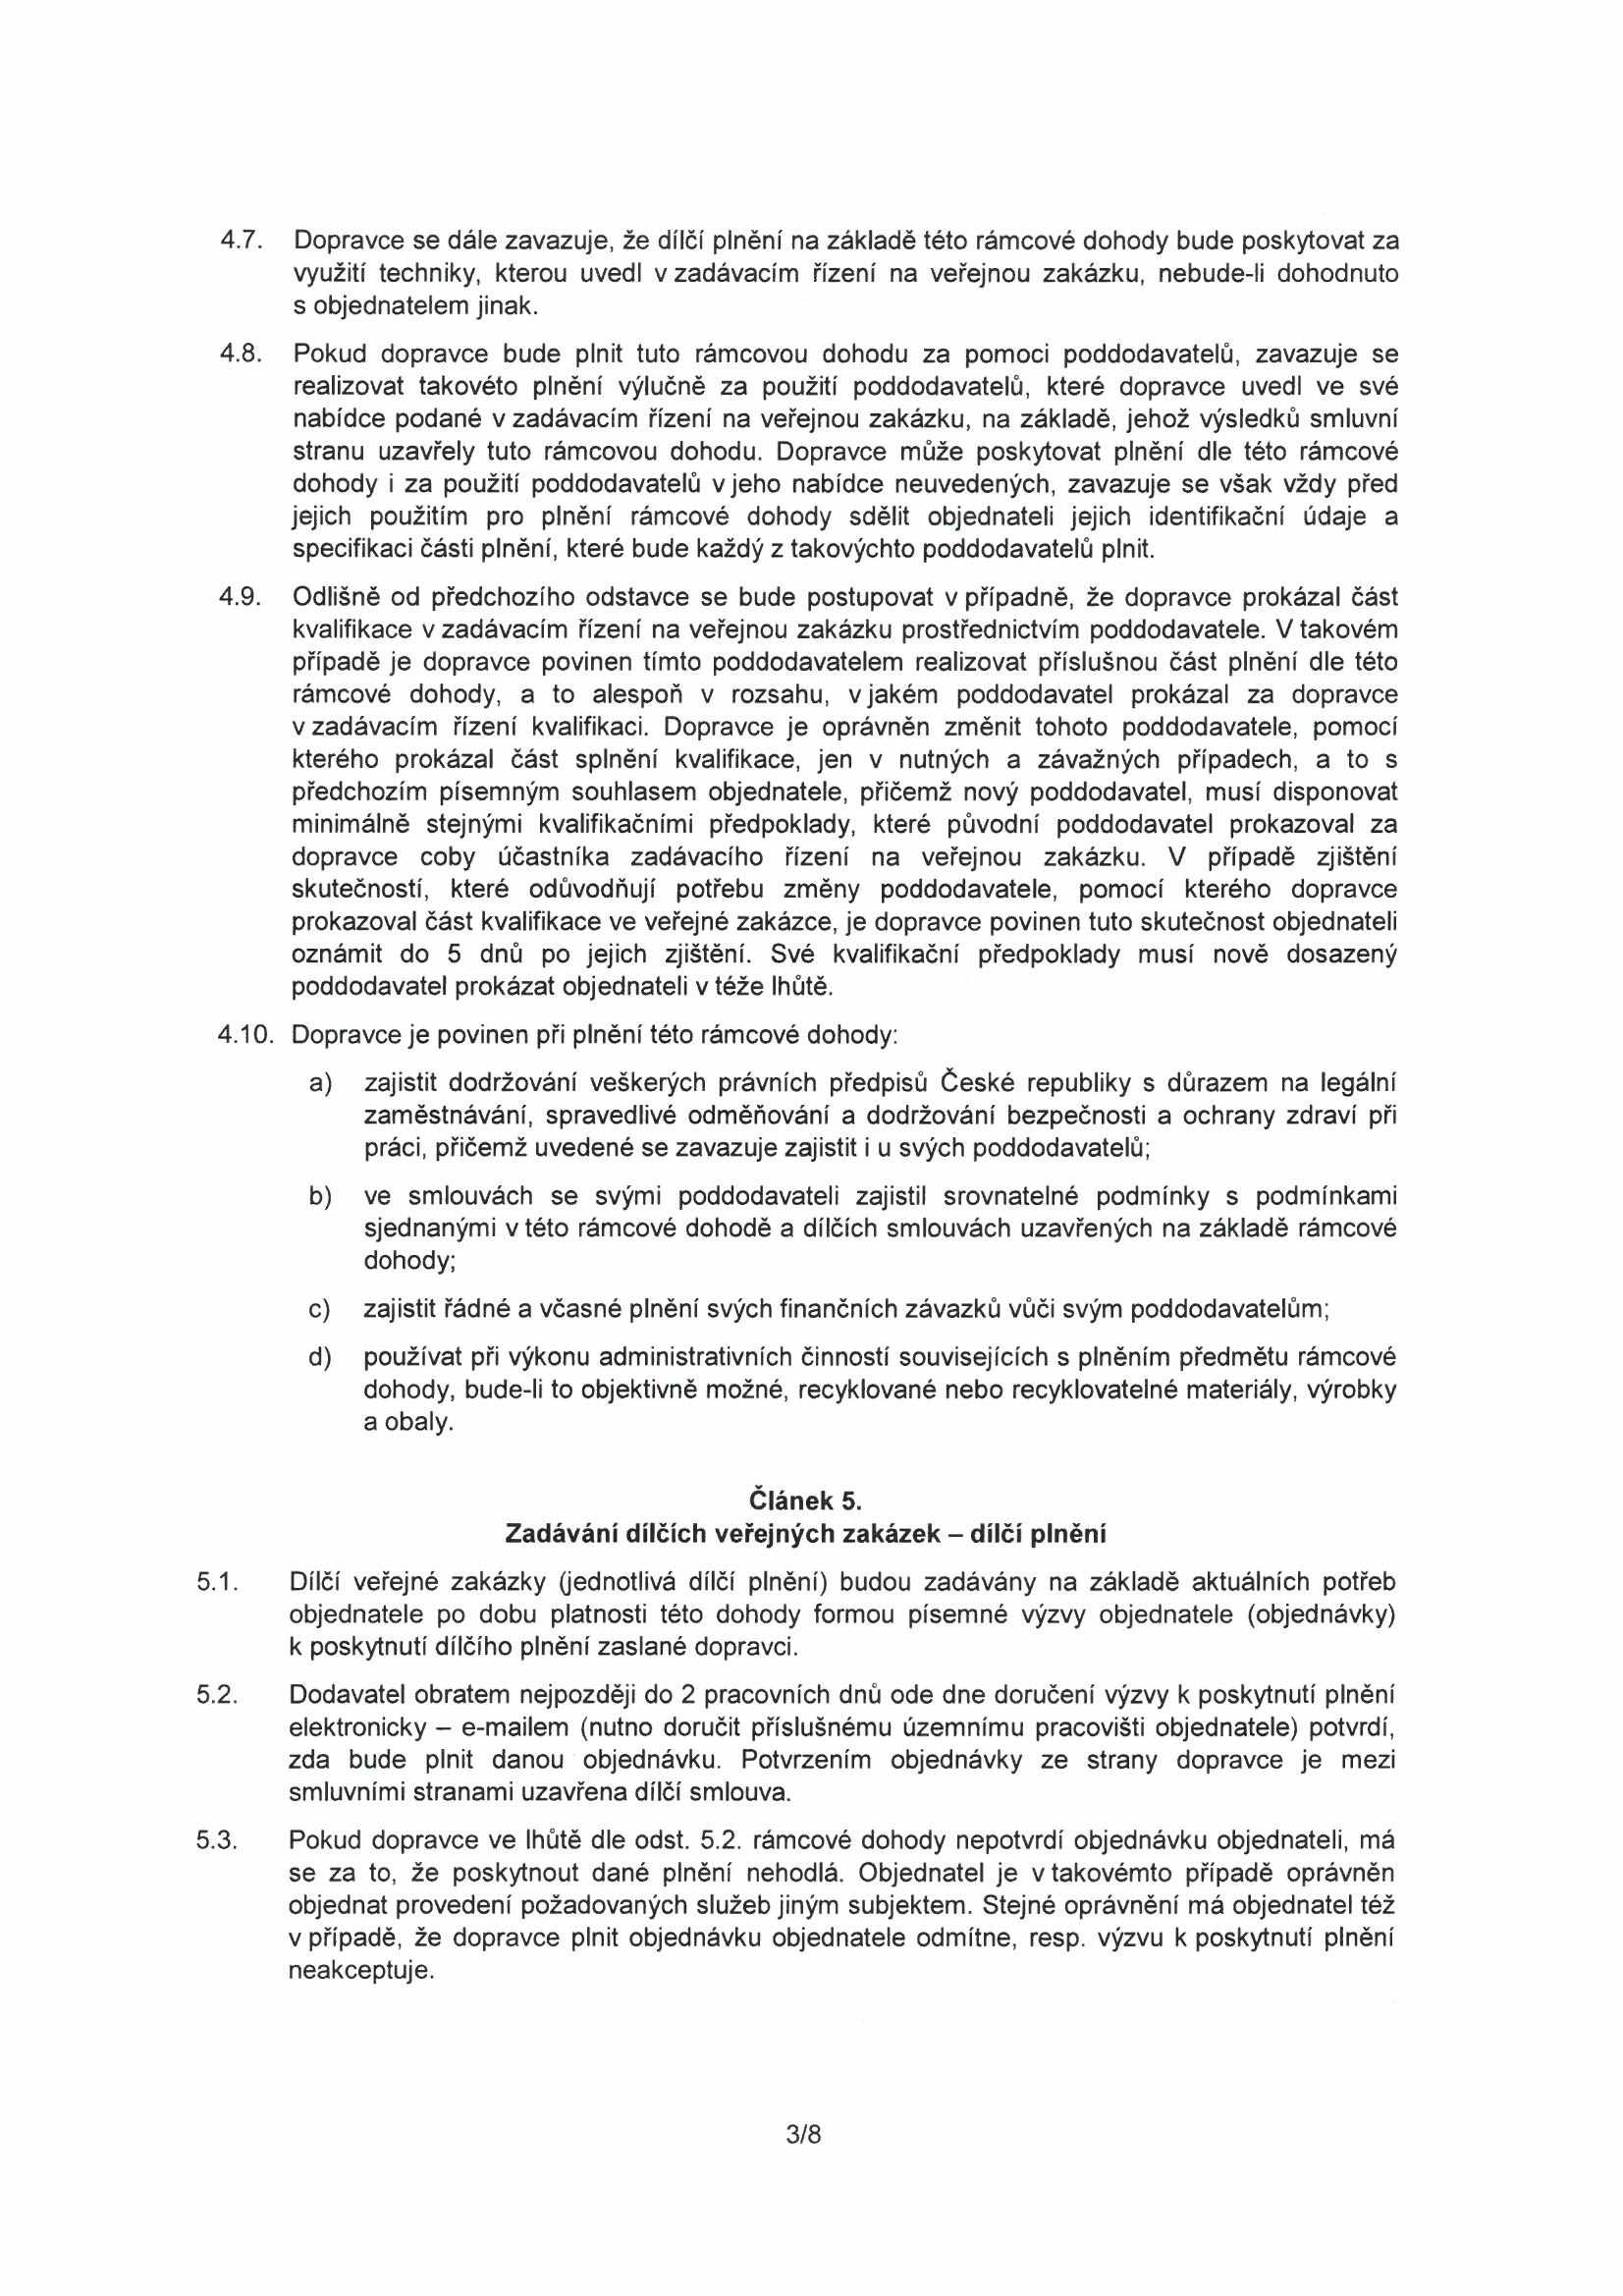 4.7. Dopravce se dále zavazuje, že dílčí plnění na základě této rámcové dohody bude poskytovat za
využití techniky, kterou uvedl v zadávacím řízení na veřejnou zakázku, nebude-li dohodnuto
s objednatelem jinak.
4.8. Pokud dopravce bude plnit tuto rámcovou dohodu za pomoci poddodavatelů, zavazuje se
realizovat takovéto plnění výlučně za použití poddodavatelů, které dopravce uvedl ve své
nabídce podané v zadávacím řízení na veřejnou zakázku, na základě, jehož výsledků smluvní
stranu uzavřely tuto rámcovou dohodu. Dopravce může poskytovat plnění dle této rámcové
dohody i za použití poddodavatelů v jeho nabídce neuvedených, zavazuje se však vždy před
jejich použitím pro plnění rámcové dohody sdělit objednateli jejich identifikační údaje a
specifikaci části plnění, které bude každý z takovýchto poddodavatelů plnit.
4.9. Odlišně od předchozího odstavce se bude postupovat v případně, že dopravce prokázal část
kvalifikace v zadávacím řízení na veřejnou zakázku prostřednictvím poddodavatele. V takovém
případě je dopravce povinen tímto poddodavatelem realizovat příslušnou část plnění dle této
rámcové dohody, a to alespoň v rozsahu, v jakém poddodavatel prokázal za dopravce
v zadávacím řízení kvalifikaci. Dopravce je oprávněn změnit tohoto poddodavatele, pomocí
kterého prokázal část splnění kvalifikace, jen v nutných a závažných případech, a to s
předchozím písemným souhlasem objednatele, přičemž nový poddodavatel, musí disponovat
minimálně stejnými kvalifikačními předpoklady, které původní poddodavatel prokazoval za
dopravce coby účastníka zadávacího řízení na veřejnou zakázku. V případě zjištění
skutečností, které odůvodňují potřebu změny poddodavatele, pomocí kterého dopravce
prokazoval část kvalifikace ve veřejné zakázce, je dopravce povinen tuto skutečnost objednateli
oznámit do 5 dnů po jejich zjištění. Své kvalifikační předpoklady musí nově dosazený
poddodavatel prokázat objednateli v téže lhůtě.
4.10. Dopravce je povinen při plnění této rámcové dohody:
a) zajistit dodržování veškerých právních předpisů České republiky s důrazem na legální
zaměstnávání, spravedlivé odměňování a dodržování bezpečnosti a ochrany zdraví při
práci, přičemž uvedené se zavazuje zajistit i u svých poddodavatelů;
b) ve smlouvách se svými poddodavateli zajistil srovnatelné podmínky s podmínkami
sjednanými v této rámcové dohodě a dílčích smlouvách uzavřených na základě rámcové
dohody;
c) zajistit řádné a včasné plnění svých finančních závazků vůči svým poddodavatelům;
d) používat při výkonu administrativních činností souvisejících s plněním předmětu rámcové
dohody, bude-li to objektivně možné, recyklované nebo recyklovatelné materiály, výrobky
a obaly.
Článek 5.
Zadávání dílčích veřejných zakázek – dílčí plnění
5.1. Dílčí veřejné zakázky (jednotlivá dílčí plnění) budou zadávány na základě aktuálních potřeb
objednatele po dobu platnosti této dohody formou písemné výzvy objednatele (objednávky)
k poskytnutí dílčího plnění zaslané dopravci.
5.2. Dodavatel obratem nejpozději do 2 pracovních dnů ode dne doručení výzvy k poskytnutí plnění
elektronicky – e-mailem (nutno doručit příslušnému územnímu pracovišti objednatele) potvrdí,
zda bude plnit danou objednávku. Potvrzením objednávky ze strany dopravce je mezi
smluvními stranami uzavřena dílčí smlouva.
5.3. Pokud dopravce ve lhůtě dle odst. 5.2. rámcové dohody nepotvrdí objednávku objednateli, má
se za to, že poskytnout dané plnění nehodlá. Objednatel je v takovémto případě oprávněn
objednat provedení požadovaných služeb jiným subjektem. Stejné oprávnění má objednatel též
v případě, že dopravce plnit objednávku objednatele odmítne, resp. výzvu k poskytnutí plnění
neakceptuje.
3/8